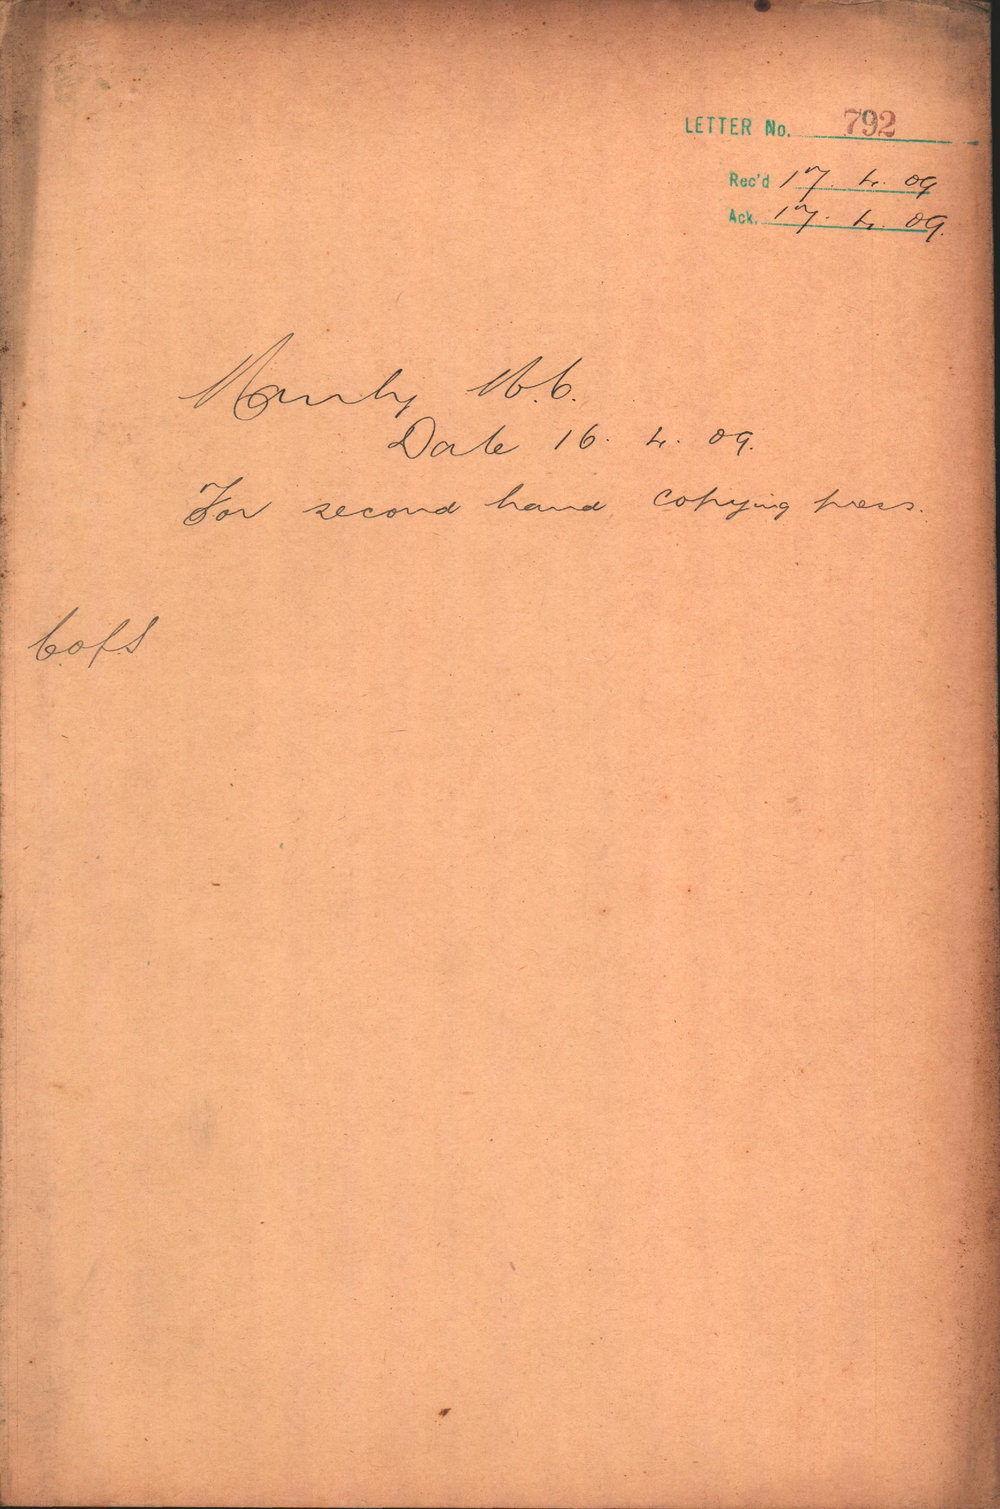 LETTER No. 792
Rec'd 17. 4. 09
Ack. 17. 4. 09.
Manly M.C.
Date 16. 4. 09.
For second hand copying press.
C.of.S